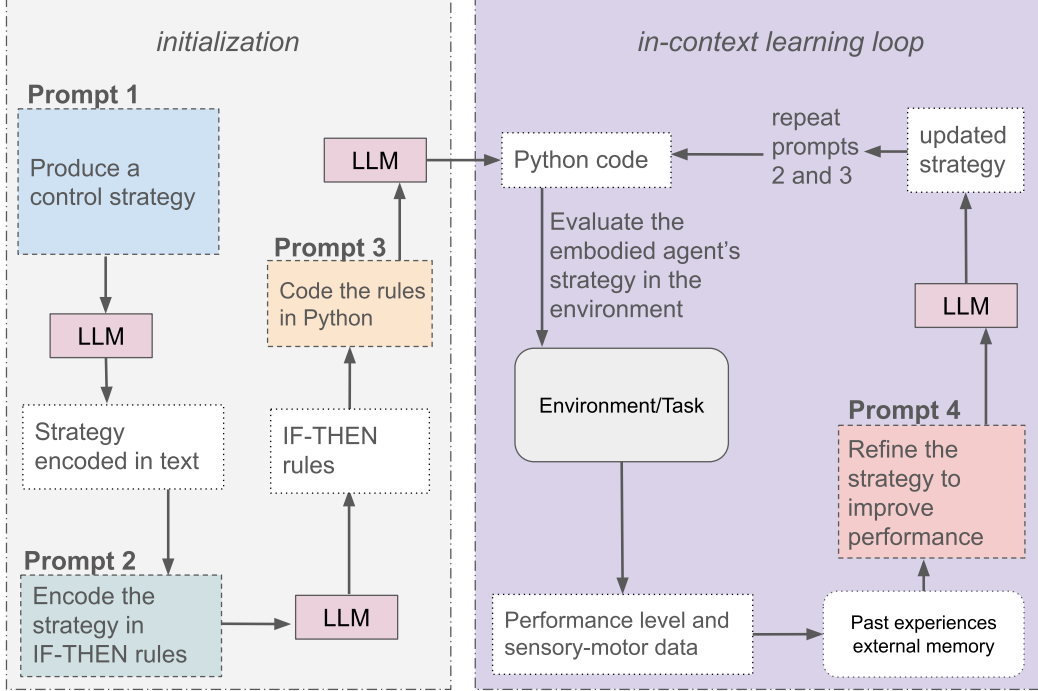 initialization
Prompt 1
Produce a
control strategy
LLM
Strategy
encoded in text
Prompt 2
Encode the
strategy in
IF-THEN rules
LLM
IF-THEN
rules
Prompt 3
Code the rules
in Python
LLM
in-context learning loop
Python code
Evaluate the
embodied agent's
strategy in the
environment
Environment/Task
Performance level and
sensory-motor data
Past experiences
external memory
Prompt 4
Refine the
strategy to
improve
performance
LLM
updated
strategy
repeat
prompts
2 and 3